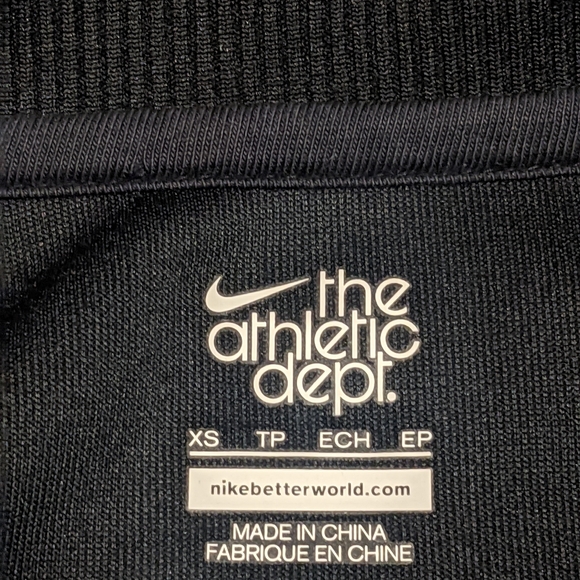 the
athletic
dept.
XS TP ECH EP
nikebetterworld.com
MADE IN CHINA
FABRIQUE EN CHINE